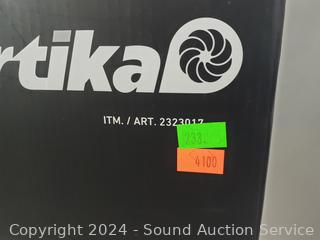 rtika
ITM. / ART. 2323017
233
4100
Copyright 2024 - Sound Auction Service